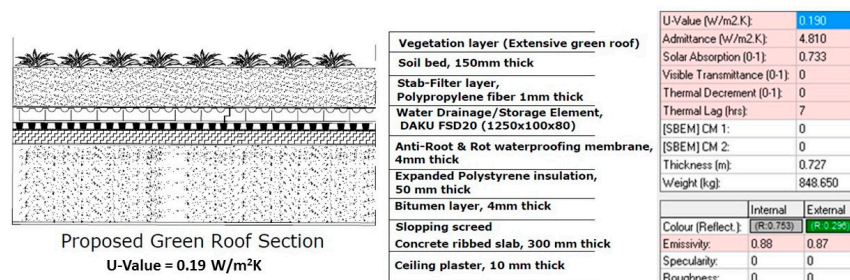 Vegetation layer (Extensive green roof)
Soil bed, 150mm thick
Stab-Filter layer,
Polypropylene fiber 1mm thick
Water Drainage/Storage Element,
DAKU FSD20 (1250x100x80)
Anti-Root & Rot waterproofing membrane,
4mm thick
Expanded Polystyrene insulation,
50 mm thick
Bitumen layer, 4mm thick
Slopping screed
Concrete ribbed slab, 300 mm thick
Ceiling plaster, 10 mm thick
Proposed Green Roof Section
U-Value = 0.19 W/m²K
U-Value (W/m2.K): 0.190
Admittance (W/m2.K): 4.810
Solar Absorption (0-1): 0.733
Visible Transmittance (0-1): 0
Thermal Decrement (0-1): 0
Thermal Lag (hrs): 7
[SBEM] CM 1: 0
[SBEM] CM 2: 0
Thickness (m): 0.727
Weight (kg): 848.650
Internal External
Colour (Reflect.): (R:0.753) (R:0.296)
Emissivity: 0.88 0.87
Specularity: 0 0
Roughness: 0 0